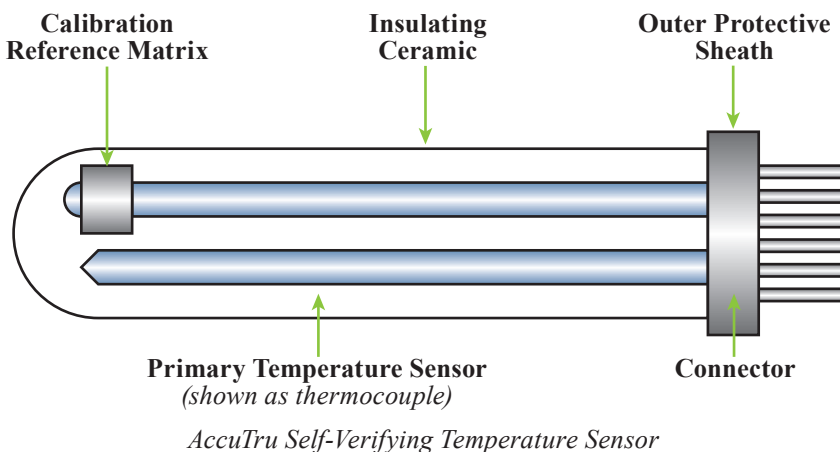 Calibration
Reference Matrix
Insulating
Ceramic
Outer Protective
Sheath
Primary Temperature Sensor
(shown as thermocouple)
Connector
AccuTru Self-Verifying Temperature Sensor